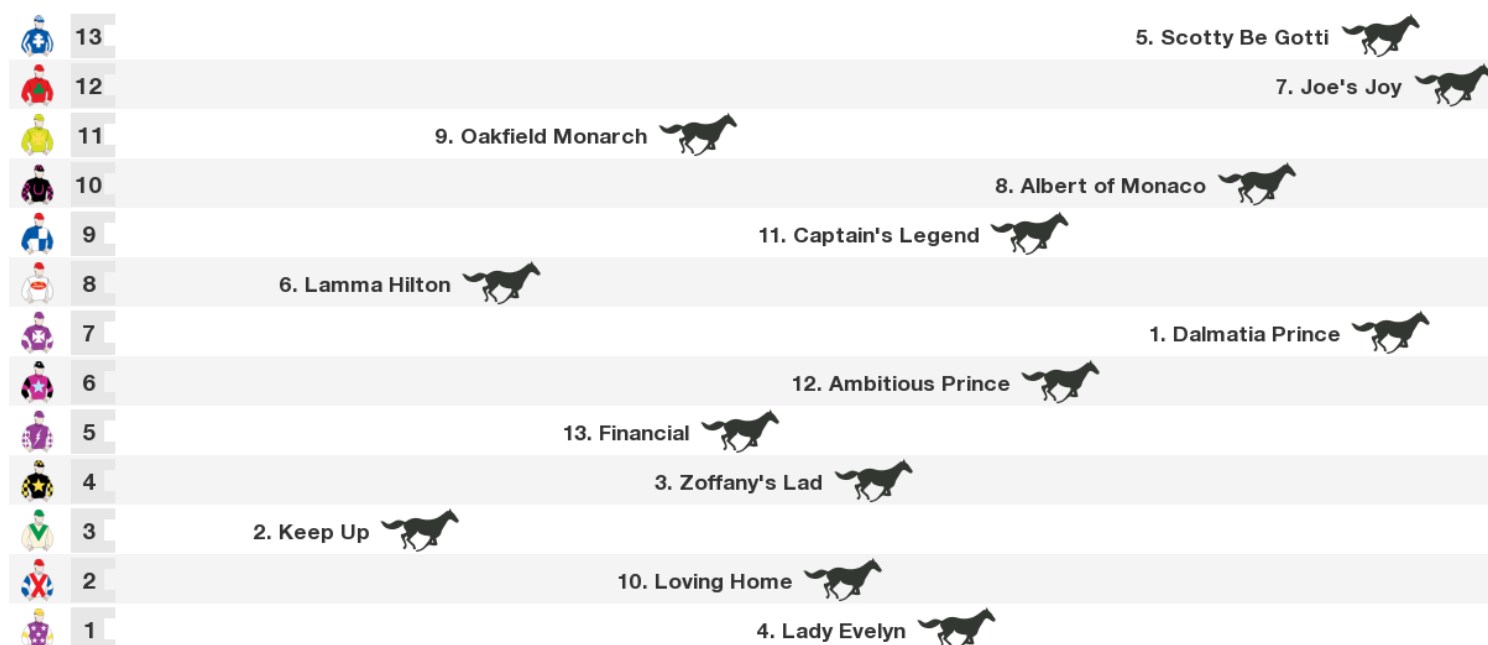 13 5. Scotty Be Gotti
12 7. Joe's Joy
11 9. Oakfield Monarch
10 8. Albert of Monaco
9 11. Captain's Legend
8 6. Lamma Hilton
7 1. Dalmatia Prince
6 12. Ambitious Prince
5 13. Financial
4 3. Zoffany's Lad
3 2. Keep Up
2 10. Loving Home
1 4. Lady Evelyn